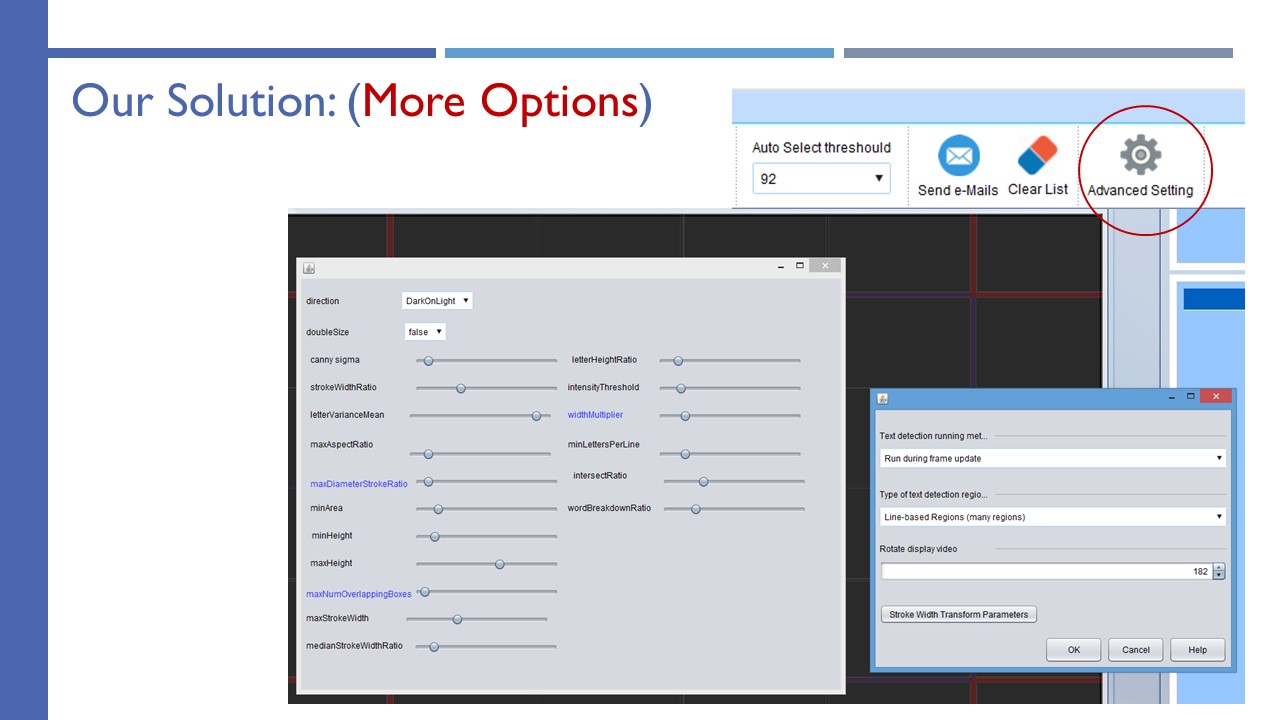 Our Solution: (More Options)
Auto Select threshould
92
Send e-Mails
Clear List
Advanced Setting
direction
DarkOnLight
doubleSize
false
canny sigma
letterHeightRatio
strokeWidthRatio
intensityThreshold
letterVarianceMean
widthMultiplier
maxAspectRatio
minLettersPerLine
maxDiameterStrokeRatio
intersectRatio
minArea
wordBreakdownRatio
minHeight
maxHeight
maxNumOverlappingBoxes
maxStrokeWidth
medianStrokeWidthRatio
Text detection running met...
Run during frame update
Type of text detection regio...
Line-based Regions (many regions)
Rotate display video
182
Stroke Width Transform Parameters
OK
Cancel
Help